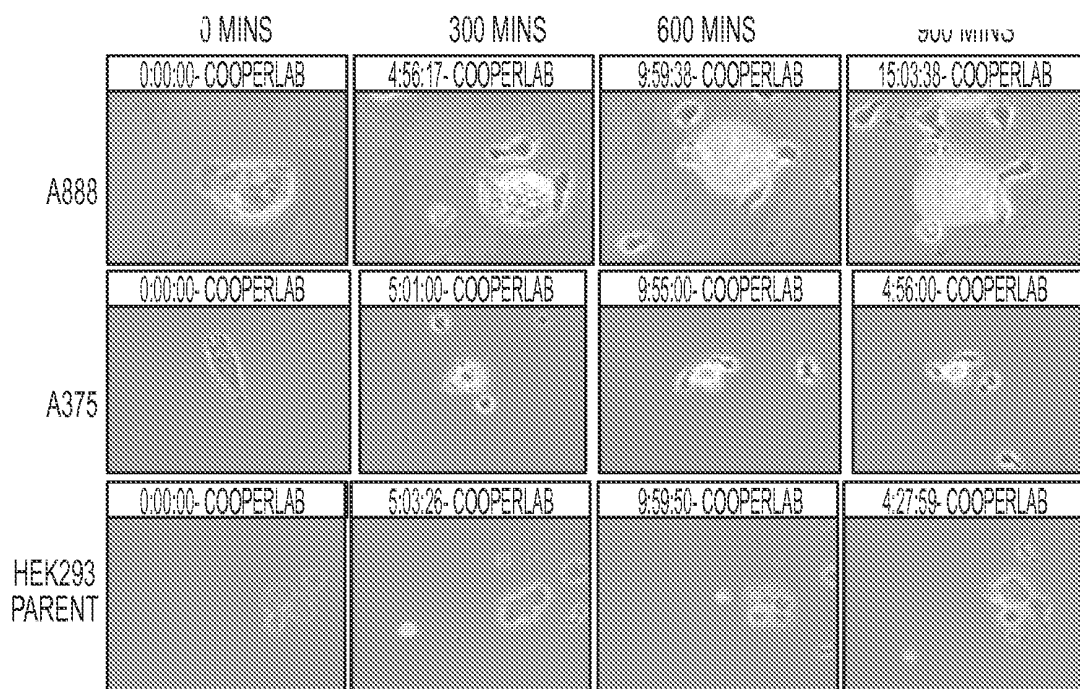 0 MINS 300 MINS 600 MINS 900 MINS
0:00:00- COOPERLAB 4:56:17- COOPERLAB 9:59:38- COOPERLAB 15:03:38- COOPERLAB
A888
0:00:00- COOPERLAB 5:01:00- COOPERLAB 9:55:00- COOPERLAB 4:56:00- COOPERLAB
A375
0:00:00- COOPERLAB 5:03:26- COOPERLAB 9:59:50- COOPERLAB 4:27:59- COOPERLAB
HEK293
PARENT